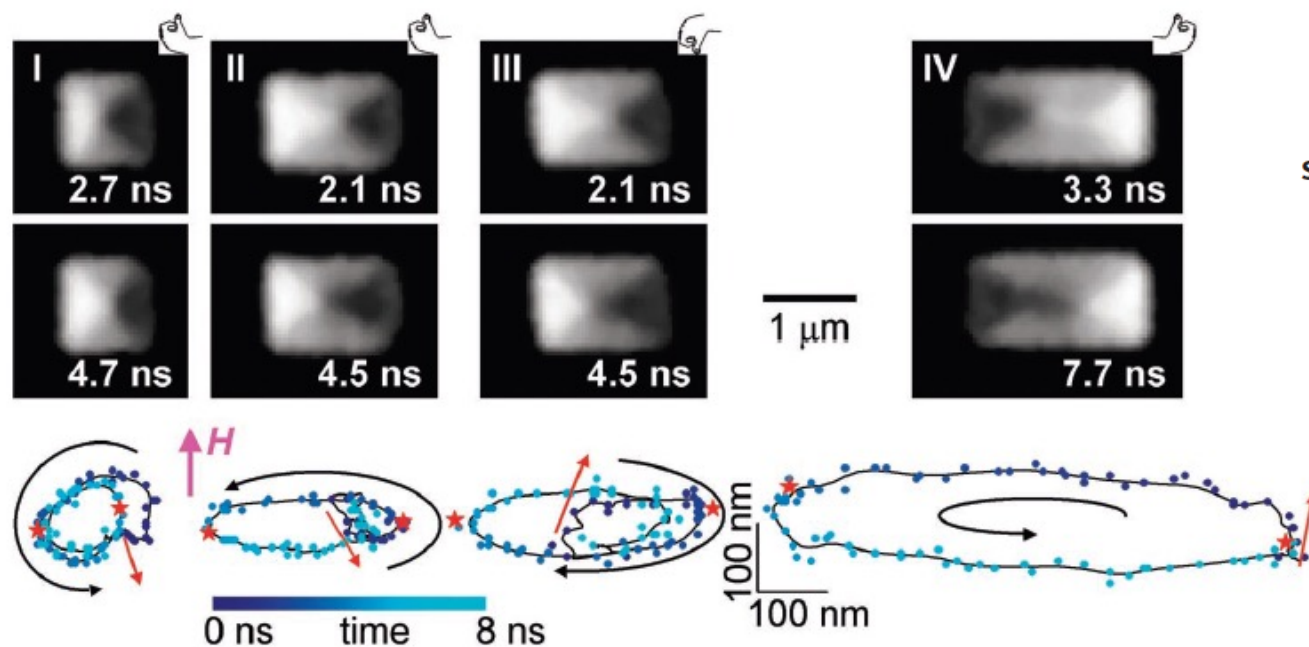 I
2.7 ns
4.7 ns
II
2.1 ns
4.5 ns
III
2.1 ns
4.5 ns
1 μm
IV
3.3 ns
7.7 ns
s
H
0 ns time 8 ns
100 nm
100 nm